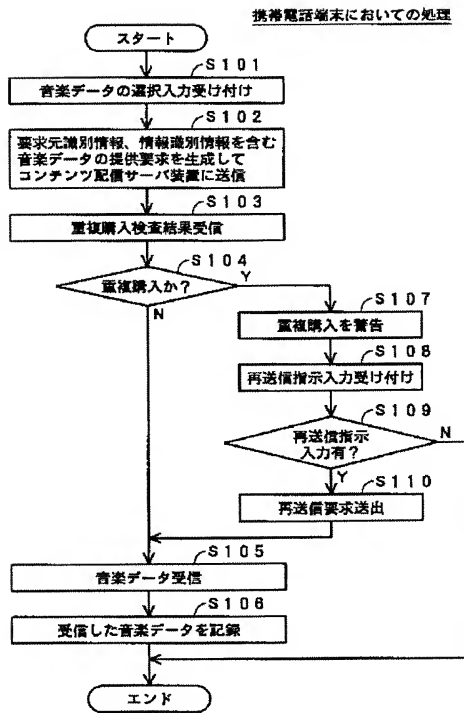 携帯電話端末においての処理
スタート
S101
音楽データの選択入力受け付け
S102
要求元識別情報、情報識別情報を含む
音楽データの提供要求を生成して
コンテンツ配信サーバ装置に送信
S103
重複購入検査結果受信
S104
重複購入か?
Y
N
S107
重複購入を警告
S108
再送信指示入力受け付け
S109
再送信指示
入力有?
N
Y
S110
再送信要求送出
S105
音楽データ受信
S106
受信した音楽データを記録
エンド